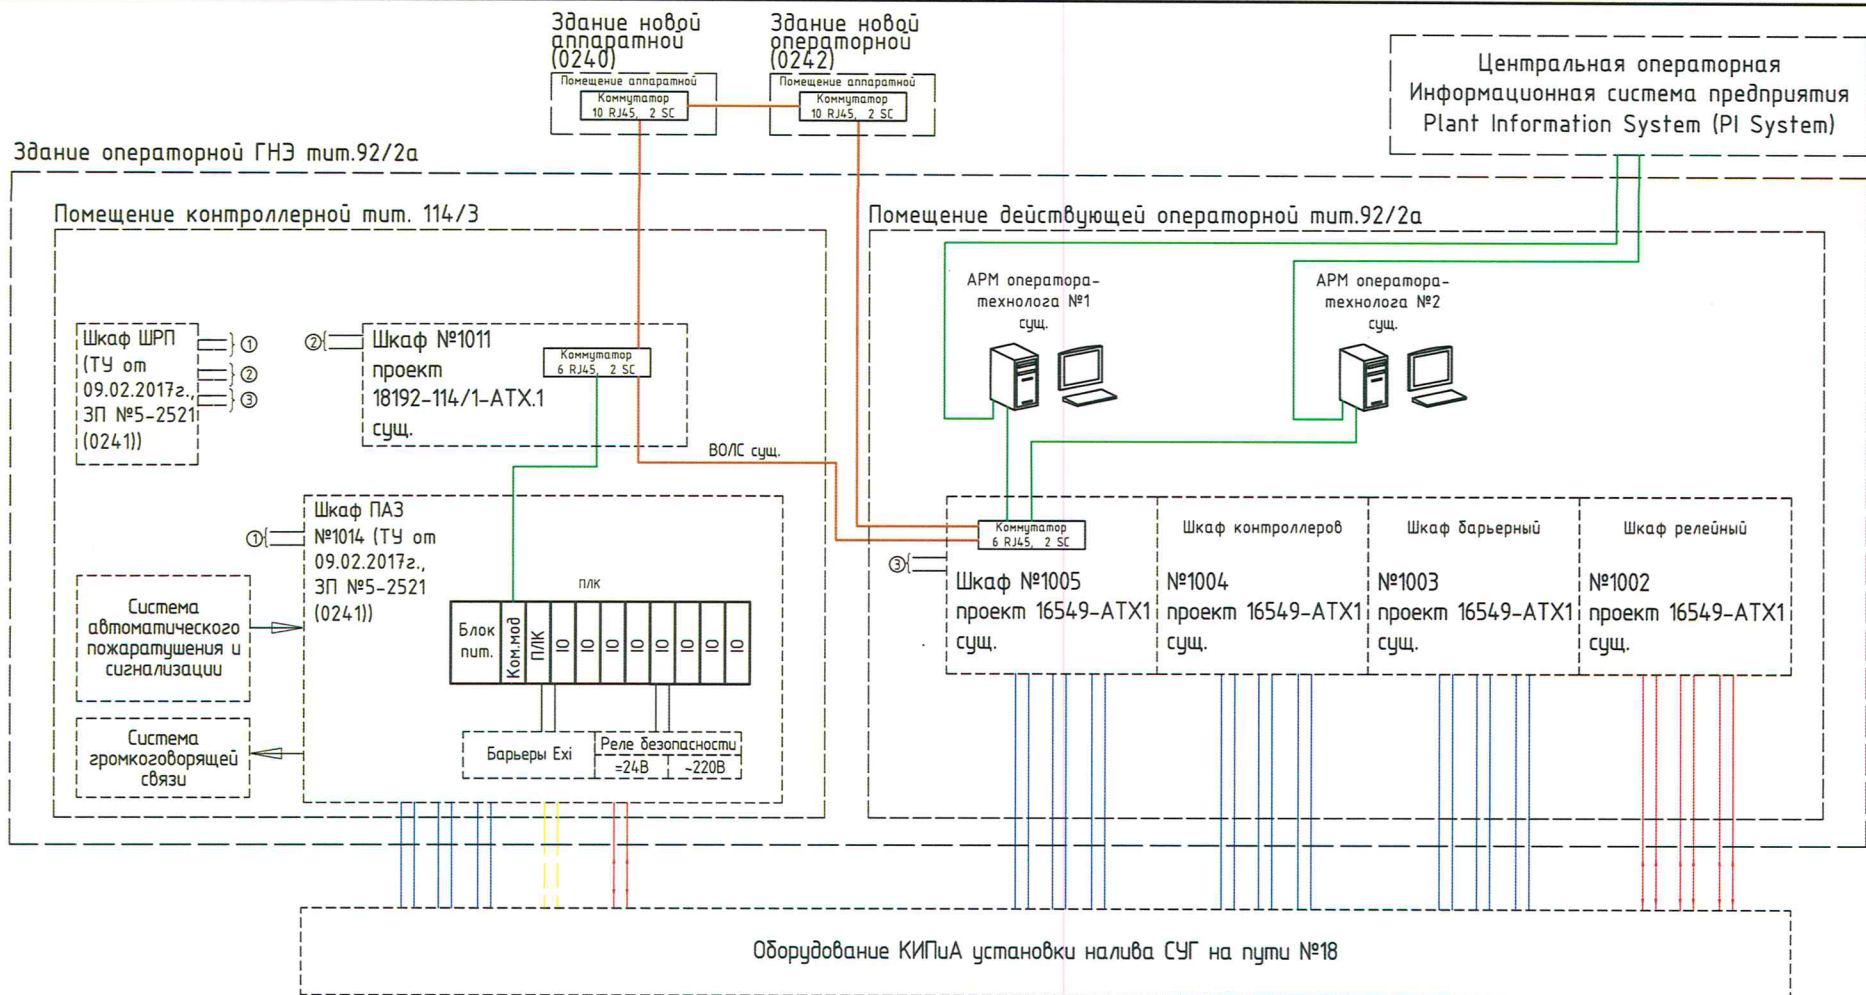 Здание новой
аппаратной
(0240)
Помещение аппаратной
Коммутатор
10 RJ45, 2 SC
Здание новой
операторной
(0242)
Помещение аппаратной
Коммутатор
10 RJ45, 2 SC
Центральная операторная
Информационная система предприятия
Plant Information System (PI System)
Здание операторной ГНЭ тит.92/2а
Помещение контроллерной тит. 114/3
Шкаф ШРП
(ТУ от
09.02.2017г.,
ЗП №5-2521
(0241))
1
2
3
2
Шкаф №1011
проект
18192-114/1-АТХ.1
сущ.
Коммутатор
6 RJ45, 2 SC
ВОЛС сущ.
1
Шкаф ПАЗ
№1014 (ТУ от
09.02.2017г.,
ЗП №5-2521
(0241))
ПЛК
Блок
пит.
Ком.мод
ПЛК
IO
IO
IO
IO
IO
IO
IO
IO
Барьеры Exi
Реле безопасности
=24В
~220В
Система
автоматического
пожаратушения и
сигнализации
Система
громкоговорящей
связи
Помещение действующей операторной тит.92/2а
АРМ оператора-
технолога №1
сущ.
АРМ оператора-
технолога №2
сущ.
Коммутатор
6 RJ45, 2 SC
3
Шкаф №1005
проект 16549-АТХ1
сущ.
Шкаф контроллеров
№1004
проект 16549-АТХ1
сущ.
Шкаф барьерный
№1003
проект 16549-АТХ1
сущ.
Шкаф релейный
№1002
проект 16549-АТХ1
сущ.
Оборудование КИПиА установки налива СУГ на пути №18